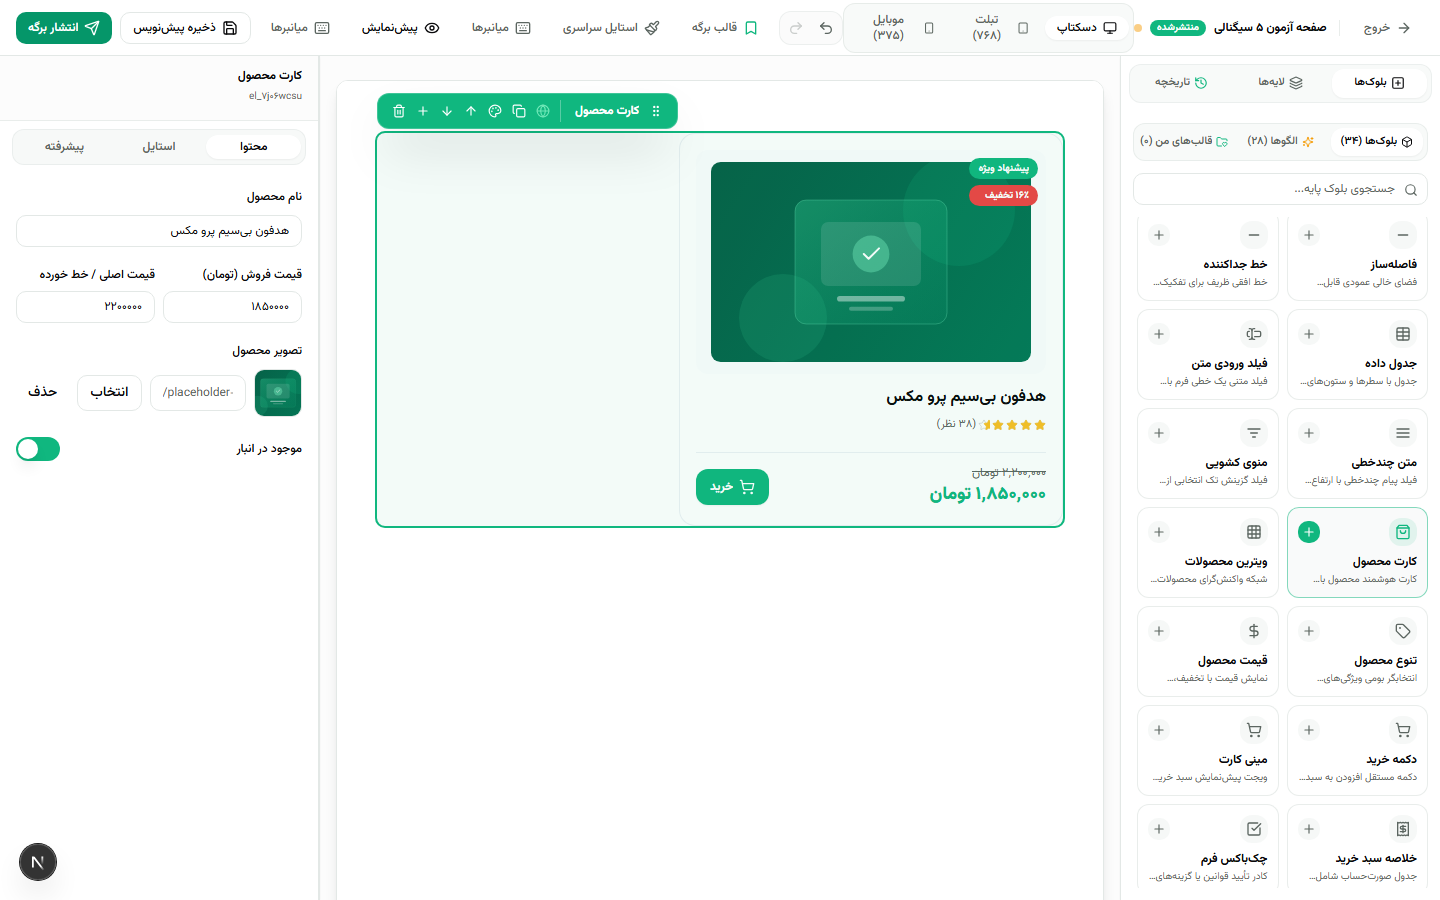 خروج
صفحه آزمون ۵ سیگنالی
منتشرشده
دسکتاپ
تبلت
(۷۶۸)
موبایل
(۳۷۵)
قالب برگه
استایل سراسری
میانبرها
پیش‌نمایش
میانبرها
ذخیره پیش‌نویس
انتشار برگه
بلوک‌ها
لایه‌ها
تاریخچه
بلوک‌ها (۳۴)
الگوها (۲۸)
قالب‌های من (۰)
جستجوی بلوک پایه...
فاصله‌ساز
فضای خالی عمودی قابل...
خط جداکننده
خط افقی ظریف برای تفکیک...
جدول داده
جدول با سطرها و ستون‌های...
فیلد ورودی متن
فیلد متنی یک خطی فرم با...
متن چندخطی
فیلد پیام چندخطی با ارتفاع...
منوی کشویی
فیلد گزینش تک انتخابی از...
کارت محصول
کارت هوشمند محصول با...
ویترین محصولات
شبکه واکنش‌گرای محصولات...
تنوع محصول
انتخابگر بومی ویژگی‌های...
قیمت محصول
نمایش قیمت با تخفیف،...
دکمه خرید
دکمه مستقل افزودن به سبد...
مینی کارت
ویجت پیش‌نمایش سبد خرید...
خلاصه سبد خرید
جدول صورت‌حساب شامل...
چک‌باکس فرم
کادر تأیید قوانین یا گزینه‌های...
کارت محصول
پیشنهاد ویژه
۱۶٪ تخفیف
هدفون بی‌سیم پرو مکس
(۳۸ نظر)
۲,۲۰۰,۰۰۰ تومان
۱,۸۵۰,۰۰۰ تومان
خرید
کارت محصول
el_۷j۰۶wcsu
محتوا
استایل
پیشرفته
نام محصول
هدفون بی‌سیم پرو مکس
قیمت فروش (تومان)
قیمت اصلی / خط خورده
۱۸۵۰۰۰۰
۲۲۰۰۰۰۰
تصویر محصول
/placeholder-
انتخاب
حذف
موجود در انبار
N